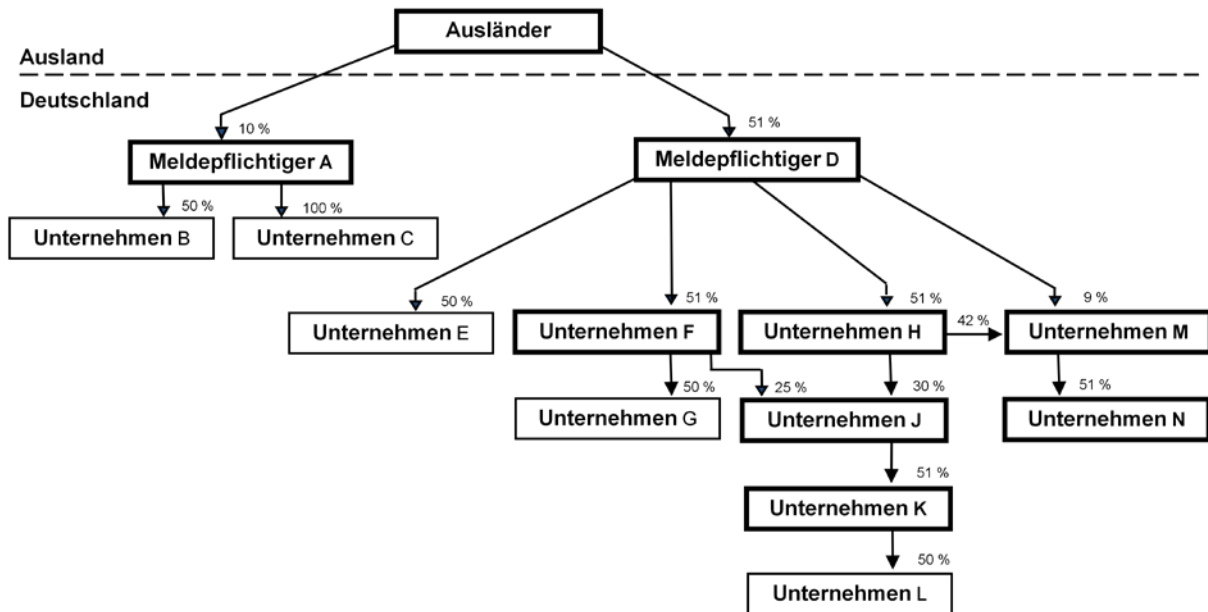 Ausländer
Ausland
Deutschland
10 %
51 %
Meldepflichtiger A
Meldepflichtiger D
50 %
100 %
Unternehmen B
Unternehmen C
50 %
51 %
51 %
9 %
Unternehmen E
Unternehmen F
Unternehmen H
42 %
Unternehmen M
50 %
25 %
30 %
51 %
Unternehmen G
Unternehmen J
Unternehmen N
51 %
Unternehmen K
50 %
Unternehmen L